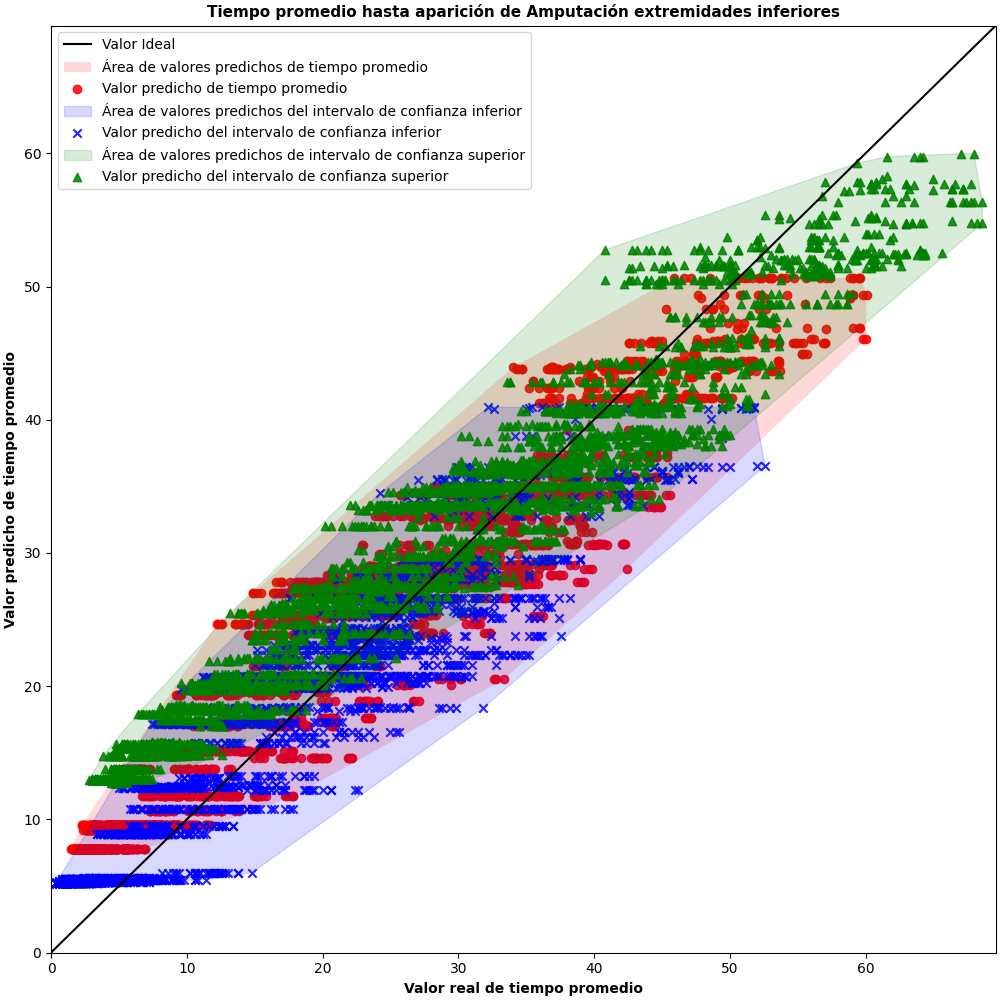 Tiempo promedio hasta aparición de Amputación extremidades inferiores
Valor Ideal
Área de valores predichos de tiempo promedio
Valor predicho de tiempo promedio
Área de valores predichos del intervalo de confianza inferior
Valor predicho del intervalo de confianza inferior
Área de valores predichos de intervalo de confianza superior
Valor predicho del intervalo de confianza superior
Valor predicho de tiempo promedio
60
50
40
30
20
10
0
0 10 20 30 40 50 60
Valor real de tiempo promedio